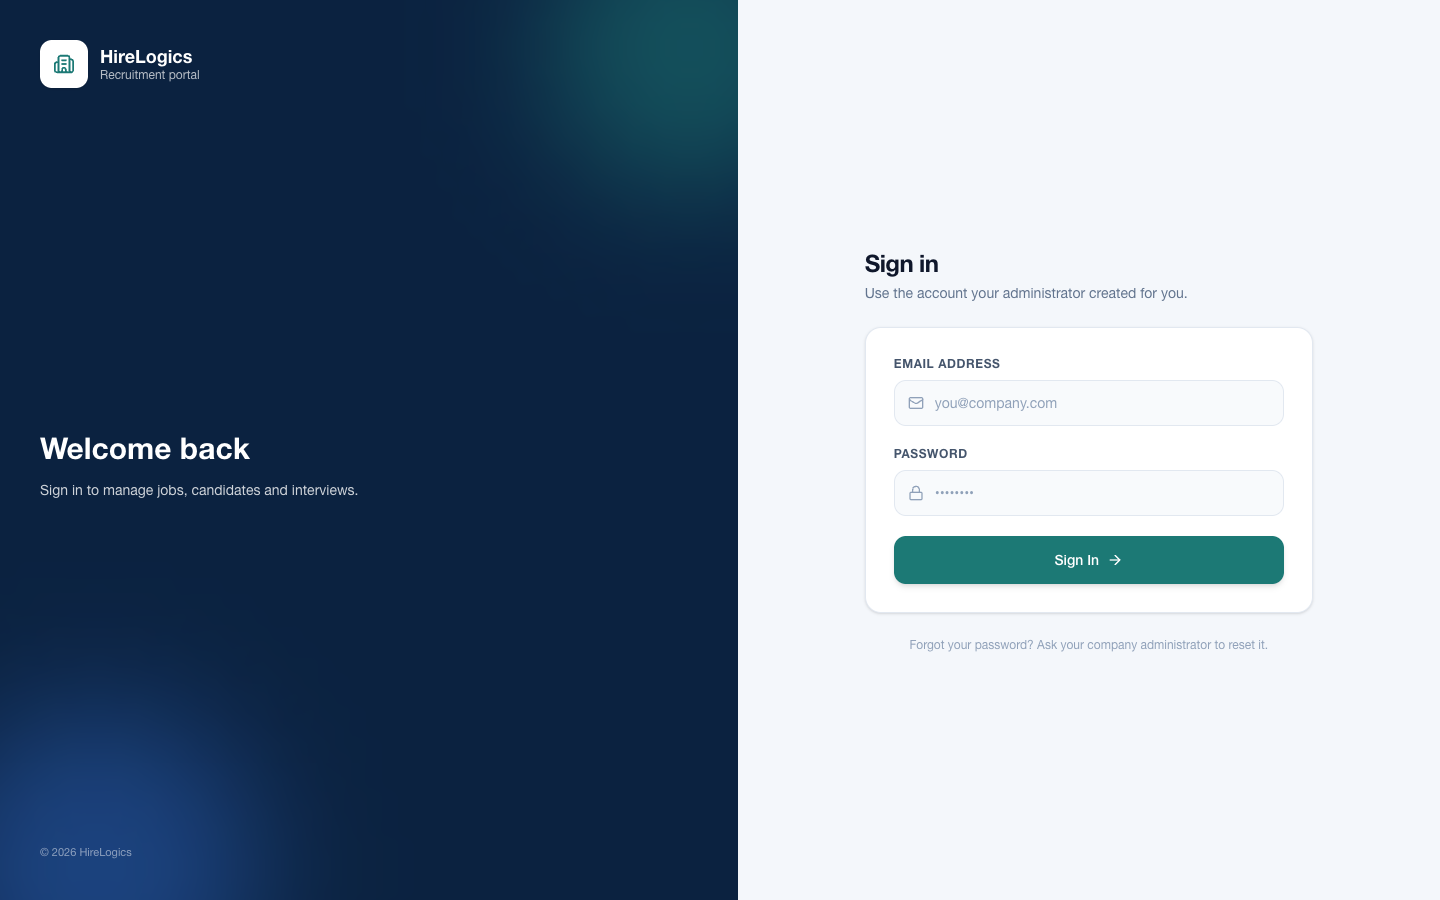 HireLogics
Recruitment portal
Welcome back
Sign in to manage jobs, candidates and interviews.
© 2026 HireLogics
Sign in
Use the account your administrator created for you.
EMAIL ADDRESS
you@company.com
PASSWORD
••••••••
Sign In →
Forgot your password? Ask your company administrator to reset it.